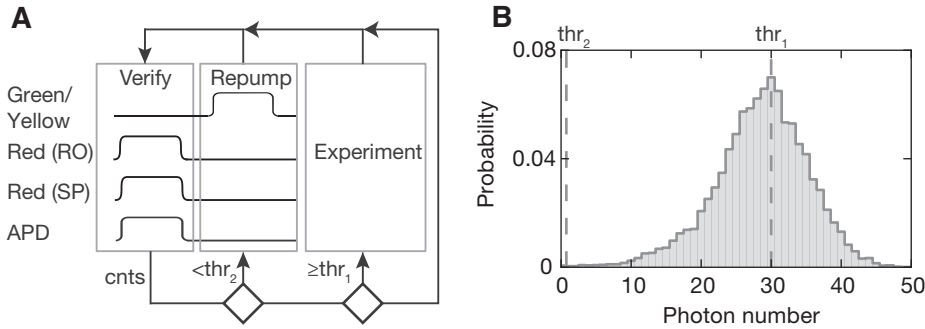 A
Verify
Repump
Green/
Yellow
Red (RO)
Experiment
Red (SP)
APD
cnts
<thr2
≥thr1
B
thr2
thr1
0.08
0.04
0
Probability
0
10
20
30
40
50
Photon number